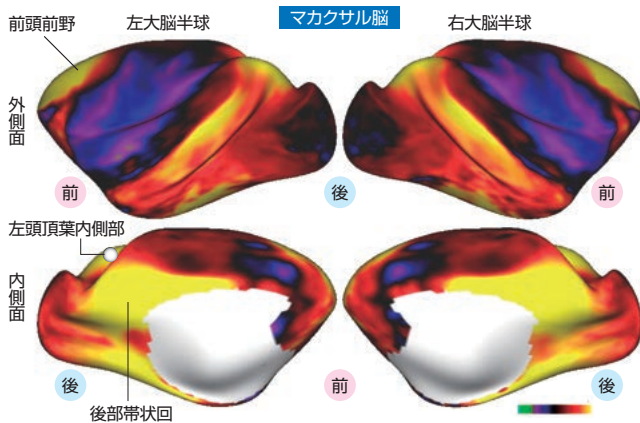 マカクサル脳
前頭前野
左大脳半球
右大脳半球
外側面
前
後
前
左頭頂葉内側部
内側面
後
前
後
後部帯状回